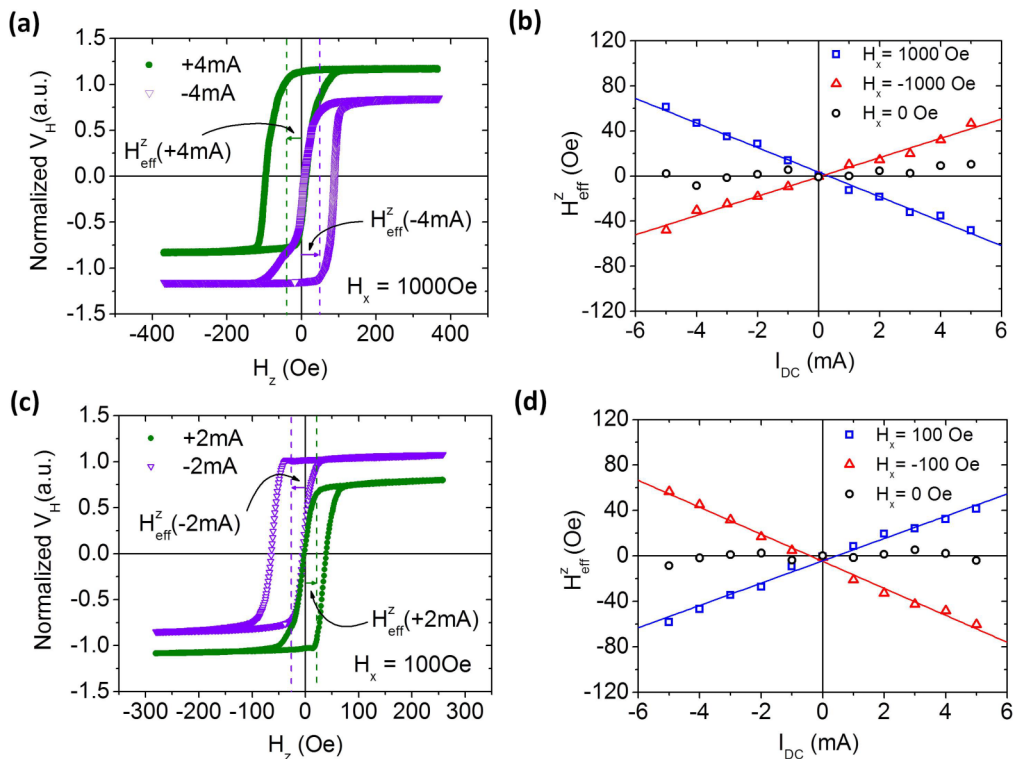 (a)
+4mA
-4mA
H^z_eff(+4mA)
H^z_eff(-4mA)
H_x = 1000Oe
Normalized V_H(a.u.)
1.5
1.0
0.5
0.0
-0.5
-1.0
-1.5
-400 -200 0 200 400
H_z (Oe)
(b)
H_x = 1000 Oe
H_x = -1000 Oe
H_x = 0 Oe
H^z_eff (Oe)
120
80
40
0
-40
-80
-120
-6 -4 -2 0 2 4 6
I_DC (mA)
(c)
+2mA
-2mA
H^z_eff(-2mA)
H^z_eff(+2mA)
H_x = 100Oe
Normalized V_H(a.u.)
1.5
1.0
0.5
0.0
-0.5
-1.0
-1.5
-300 -200 -100 0 100 200 300
H_z (Oe)
(d)
H_x = 100 Oe
H_x = -100 Oe
H_x = 0 Oe
H^z_eff (Oe)
120
80
40
0
-40
-80
-120
-6 -4 -2 0 2 4 6
I_DC (mA)